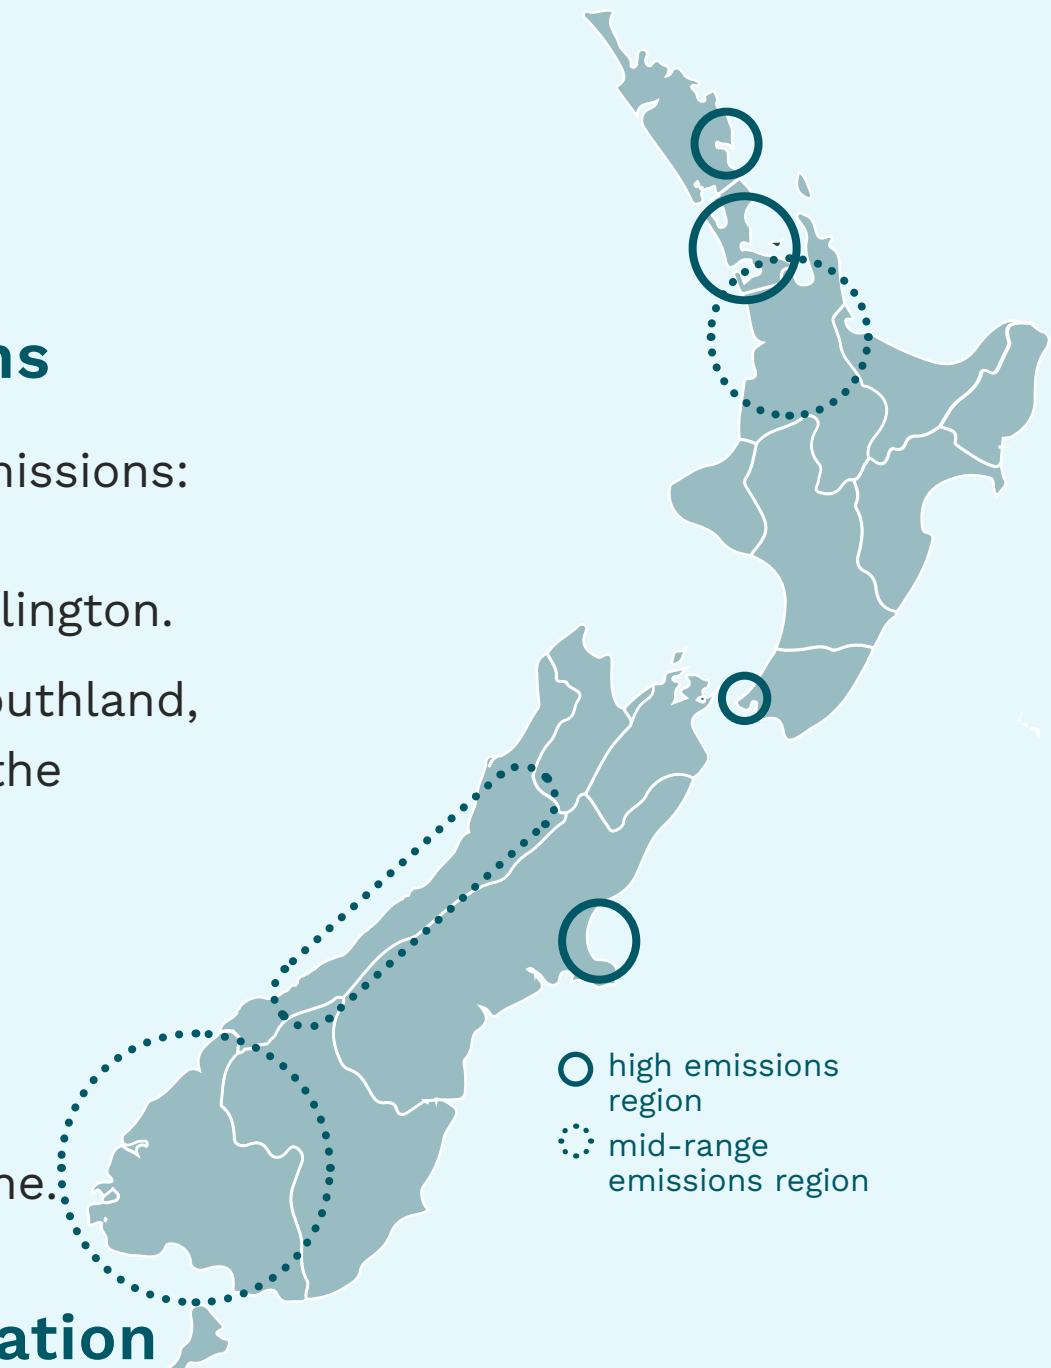 ns
nissions:
lington.
outhland,
the
high emissions
region
mid-range
emissions region
ne.
ation